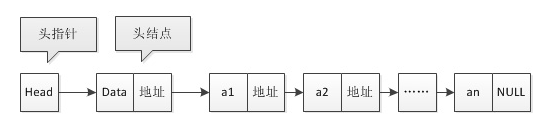 头指针 头结点
Head Data 地址 a1 地址 a2 地址 …… an NULL